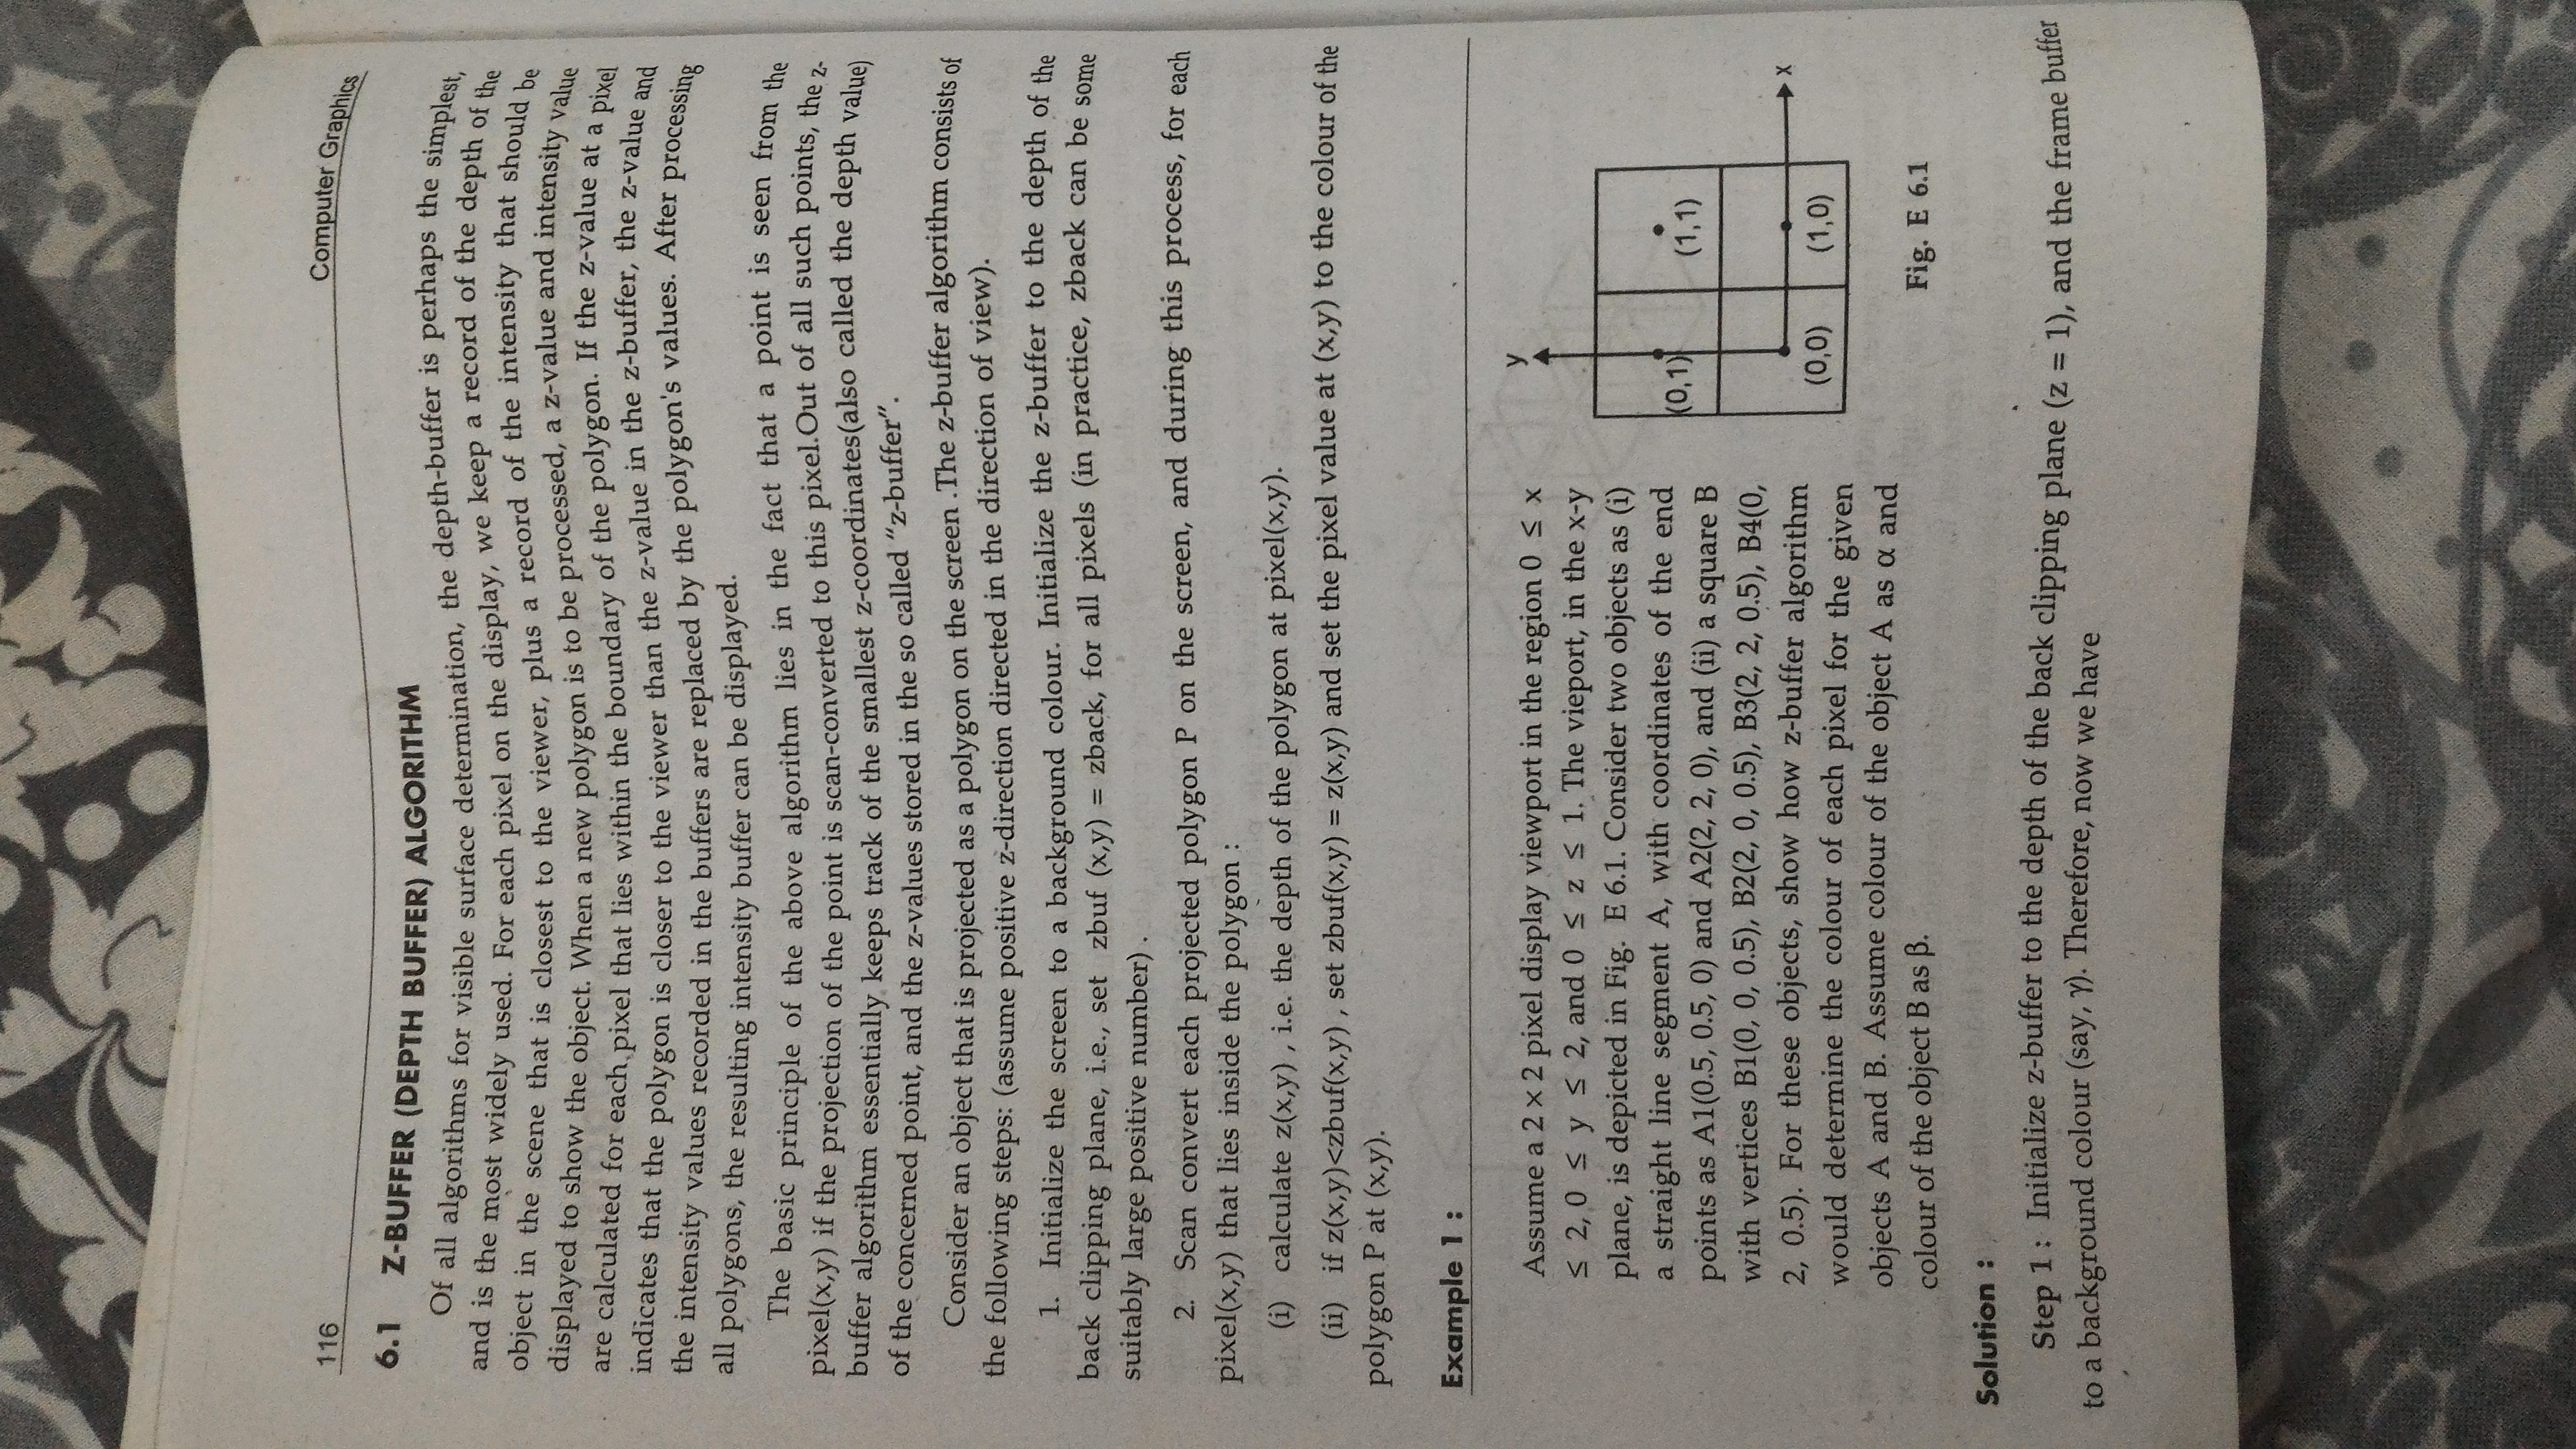 116
Computer Graphics
6.1 Z-BUFFER (DEPTH BUFFER) ALGORITHM
Of all algorithms for visible surface determination, the depth-buffer is perhaps the simplest,
and is the most widely used. For each pixel on the display, we keep a record of the depth of the
object in the scene that is closest to the viewer, plus a record of the intensity that should be
displayed to show the object. When a new polygon is to be processed, a z-value and intensity value
are calculated for each pixel that lies within the boundary of the polygon. If the z-value at a pixel
indicates that the polygon is closer to the viewer than the z-value in the z-buffer, the z-value and
the intensity values recorded in the buffers are replaced by the polygon's values. After processing
all polygons, the resulting intensity buffer can be displayed.
The basic principle of the above algorithm lies in the fact that a point is seen from the
pixel(x,y) if the projection of the point is scan-converted to this pixel.Out of all such points, the z-
buffer algorithm essentially keeps track of the smallest z-coordinates(also called the depth value)
of the concerned point, and the z-values stored in the so called “z-buffer”.
Consider an object that is projected as a polygon on the screen .The z-buffer algorithm consists of
the following steps: (assume positive z-direction directed in the direction of view).
1. Initialize the screen to a background colour. Initialize the z-buffer to the depth of the
back clipping plane, i.e., set zbuf (x,y) = zback, for all pixels (in practice, zback can be some
suitably large positive number) .
2. Scan convert each projected polygon P on the screen, and during this process, for each
pixel(x,y) that lies inside the polygon :
(i) calculate z(x,y) , i.e. the depth of the polygon at pixel(x,y).
(ii) if z(x,y)<zbuf(x,y) , set zbuf(x,y) = z(x,y) and set the pixel value at (x,y) to the colour of the
polygon P at (x,y).
Example 1 :
Assume a 2 × 2 pixel display viewport in the region 0 ≤ x
≤ 2, 0 ≤ y ≤ 2, and 0 ≤ z ≤ 1. The vieport, in the x-y
plane, is depicted in Fig. E 6.1. Consider two objects as (i)
a straight line segment A, with coordinates of the end
points as A1(0.5, 0.5, 0) and A2(2, 2, 0), and (ii) a square B
with vertices B1(0, 0, 0.5), B2(2, 0, 0.5), B3(2, 2, 0.5), B4(0,
2, 0.5). For these objects, show how z-buffer algorithm
would determine the colour of each pixel for the given
objects A and B. Assume colour of the object A as α and
colour of the object B as β.
y
(0,1)
(1,1)
x
(0,0)
(1,0)
Fig. E 6.1
Solution :
Step 1 : Initialize z-buffer to the depth of the back clipping plane (z = 1), and the frame buffer
to a background colour (say, γ). Therefore, now we have